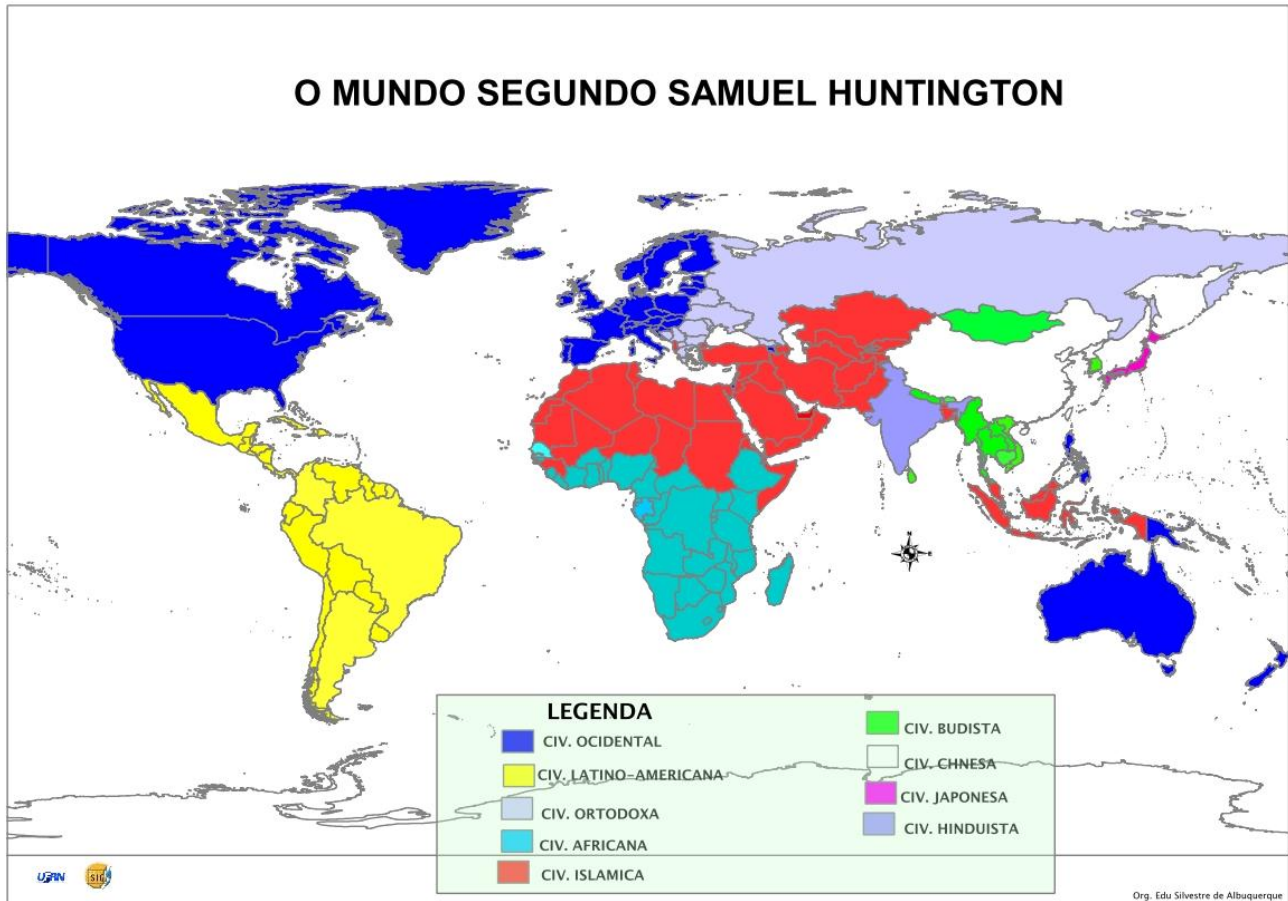 O MUNDO SEGUNDO SAMUEL HUNTINGTON
LEGENDA
CIV. OCIDENTAL
CIV. LATINO-AMERICANA
CIV. ORTODOXA
CIV. AFRICANA
CIV. ISLAMICA
CIV. BUDISTA
CIV. CHNESA
CIV. JAPONESA
CIV. HINDUISTA
UFRN
SIG
Org. Edu Silvestre de Albuquerque